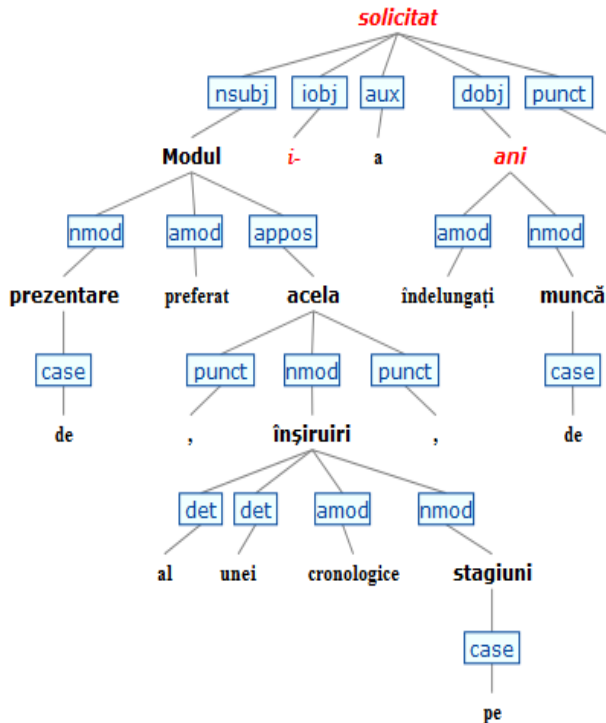 solicitat
nsubj iobj aux dobj punct
Modul i- a ani
nmod amod appos amod nmod
prezentare preferat acela îndelungați muncă
case punct nmod punct case
de , înşiruiri , de
det det amod nmod
al unei cronologice stagiuni
case
pe